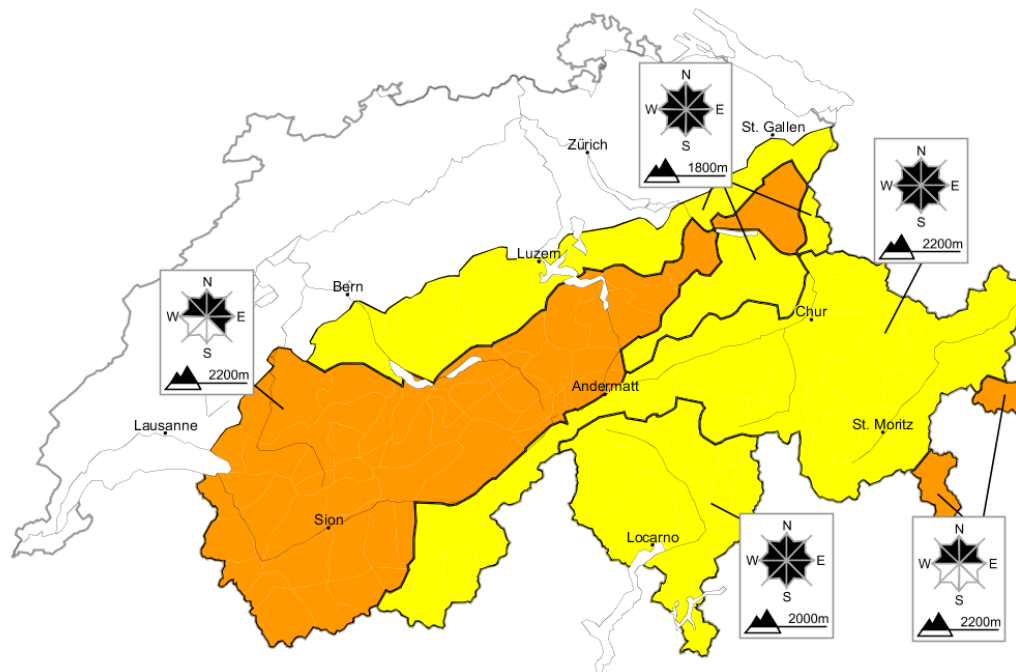 N
W E
S
1800m
St. Gallen
Zürich
N
W E
S
2200m
Luzern
Bern
N
W E
S
2200m
Chur
Andermatt
Lausanne
St. Moritz
Sion
Locarno
N
W E
S
2000m
N
W E
S
2200m